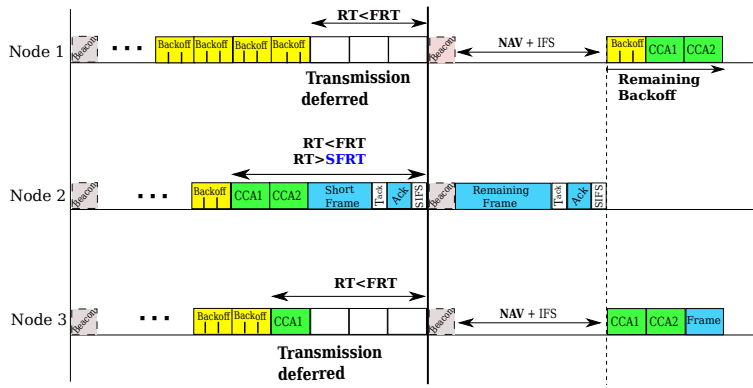 RT<FRT
Node 1
Beacon
Backoff
Backoff
Backoff
Backoff
Beacon
NAV + IFS
Backoff
CCA1
CCA2
Transmission
deferred
Remaining
Backoff
RT<FRT
RT>SFRT
Node 2
Beacon
Backoff
CCA1
CCA2
Short
Frame
Tack
Ack
SIFS
Beacon
Remaining
Frame
Tack
Ack
SIFS
RT<FRT
Node 3
Beacon
Backoff
Backoff
CCA1
Beacon
NAV + IFS
CCA1
CCA2
Frame
Transmission
deferred